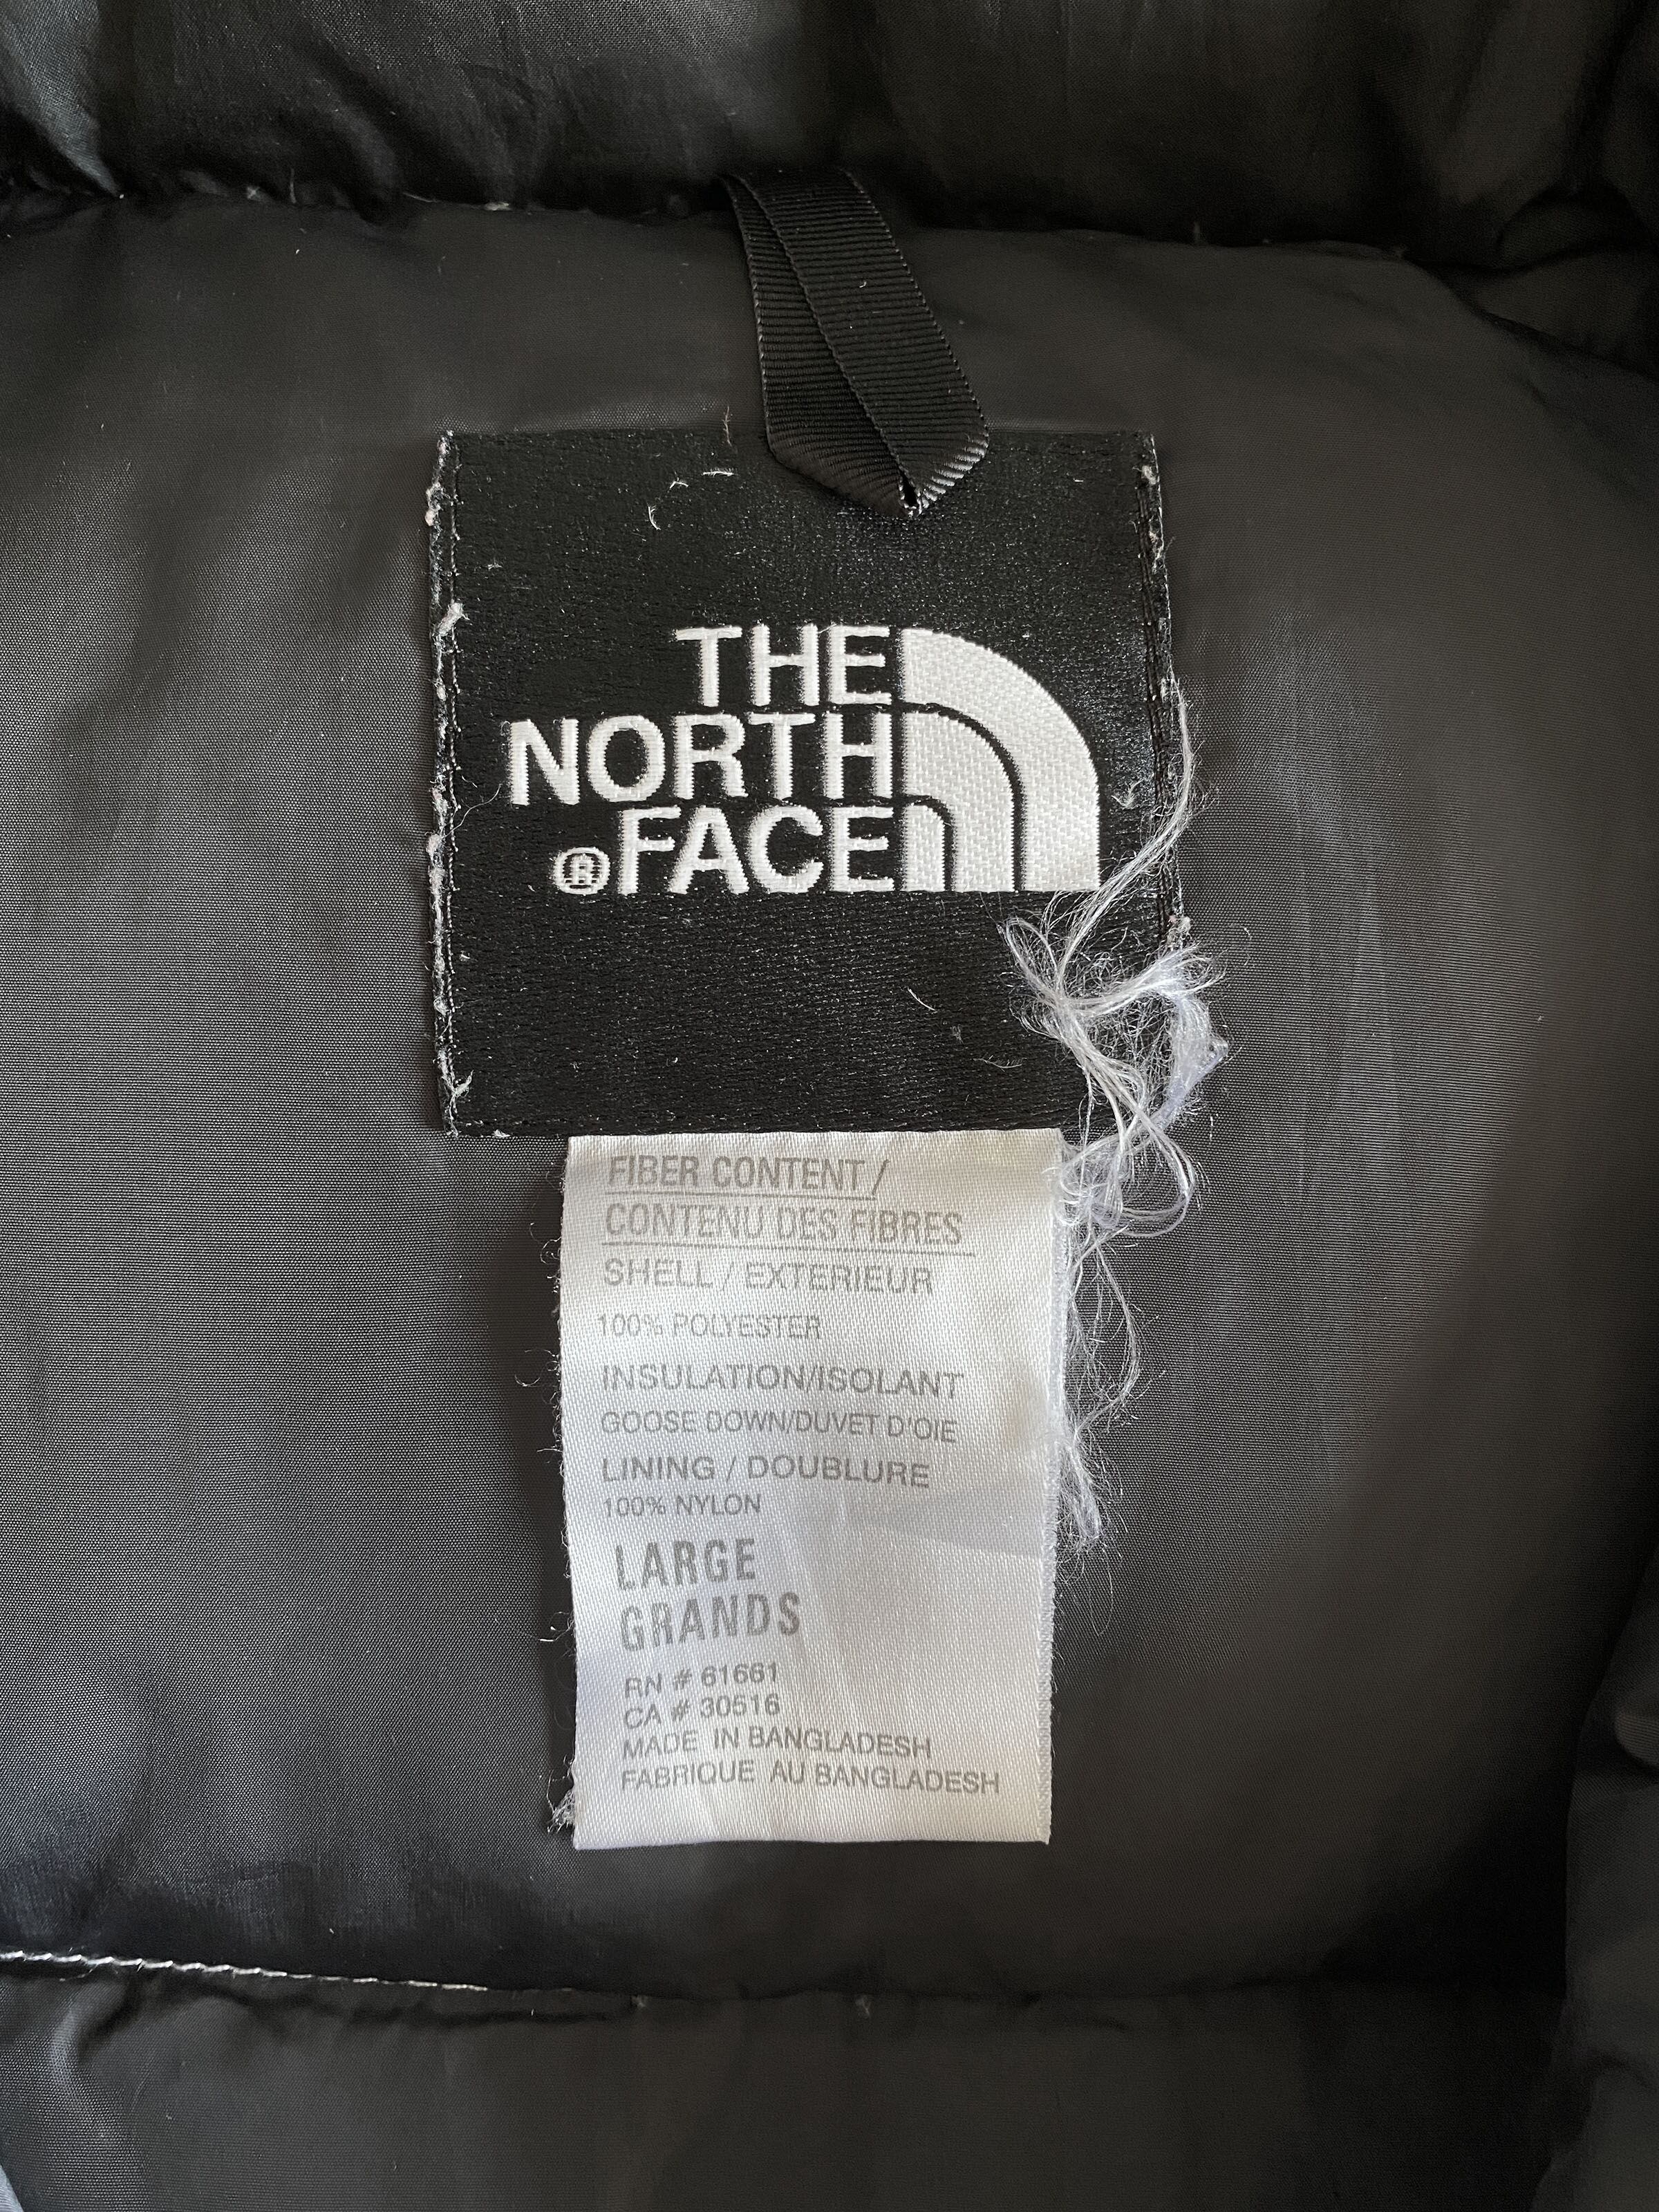 THE
NORTH
®FACE
FIBER CONTENT /
CONTENU DES FIBRES
SHELL / EXTERIEUR
100% POLYESTER
INSULATION/ISOLANT
GOOSE DOWN/DUVET D'OIE
LINING / DOUBLURE
100% NYLON
LARGE
GRANDS
RN # 61661
CA # 30516
MADE IN BANGLADESH
FABRIQUE AU BANGLADESH